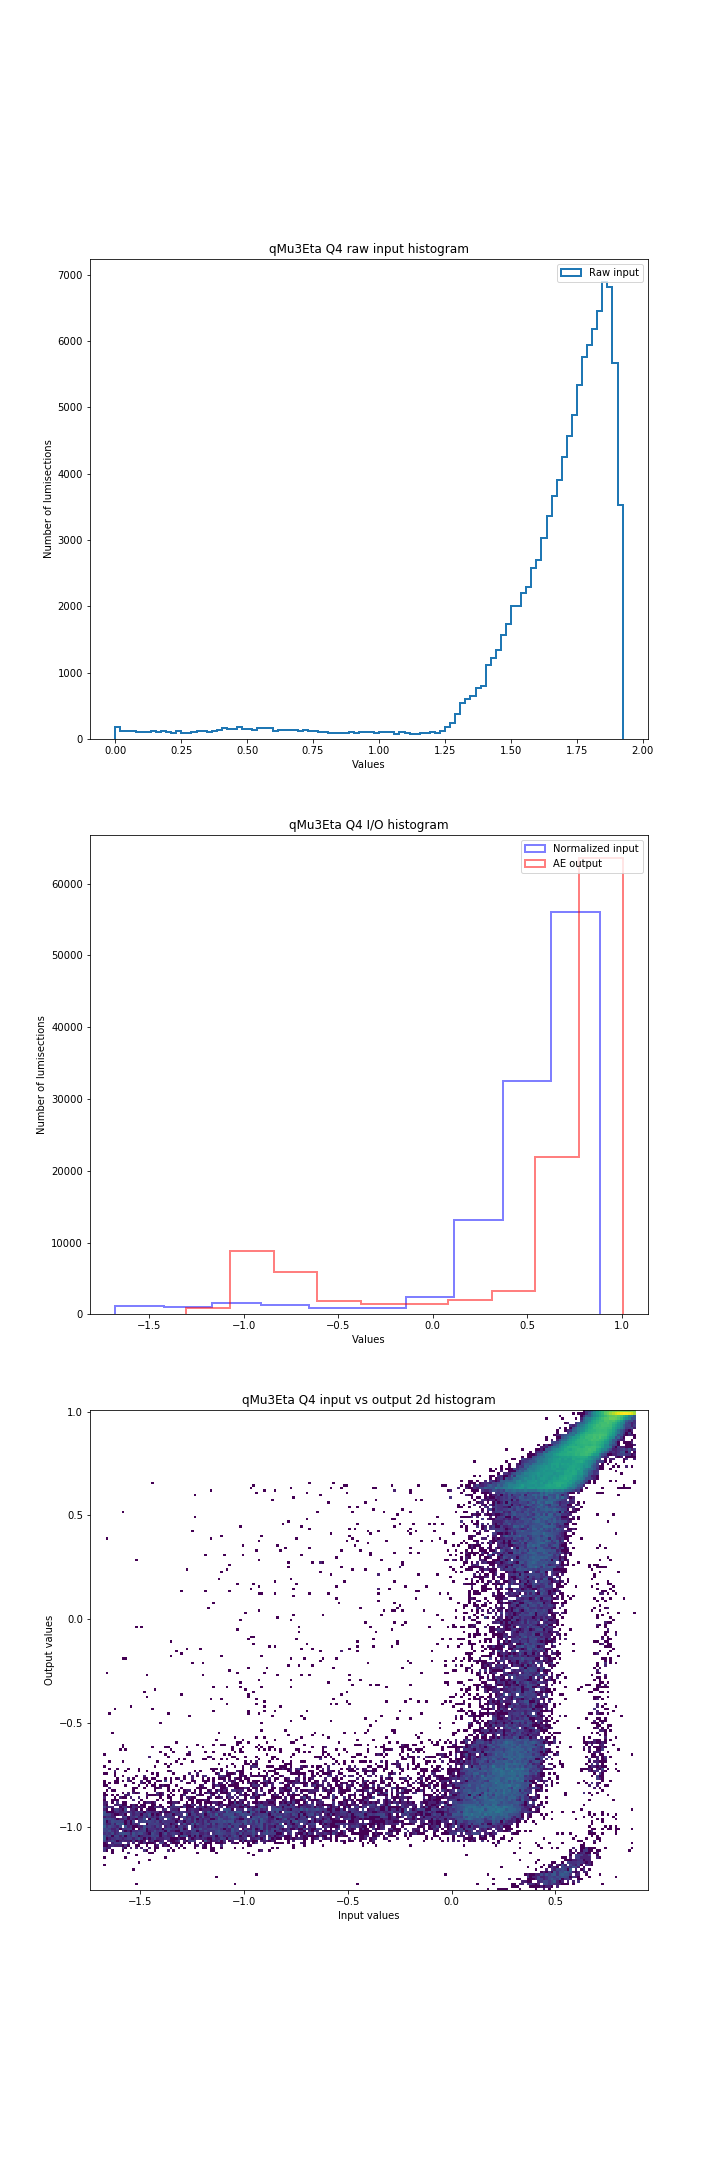 qMu3Eta Q4 raw input histogram
Raw input
7000
6000
5000
4000
3000
2000
1000
0
Number of lumisections
0.00 0.25 0.50 0.75 1.00 1.25 1.50 1.75 2.00
Values
qMu3Eta Q4 I/O histogram
Normalized input
AE output
60000
50000
40000
30000
20000
10000
0
Number of lumisections
−1.5 −1.0 −0.5 0.0 0.5 1.0
Values
qMu3Eta Q4 input vs output 2d histogram
1.0
0.5
0.0
−0.5
−1.0
Output values
−1.5 −1.0 −0.5 0.0 0.5
Input values